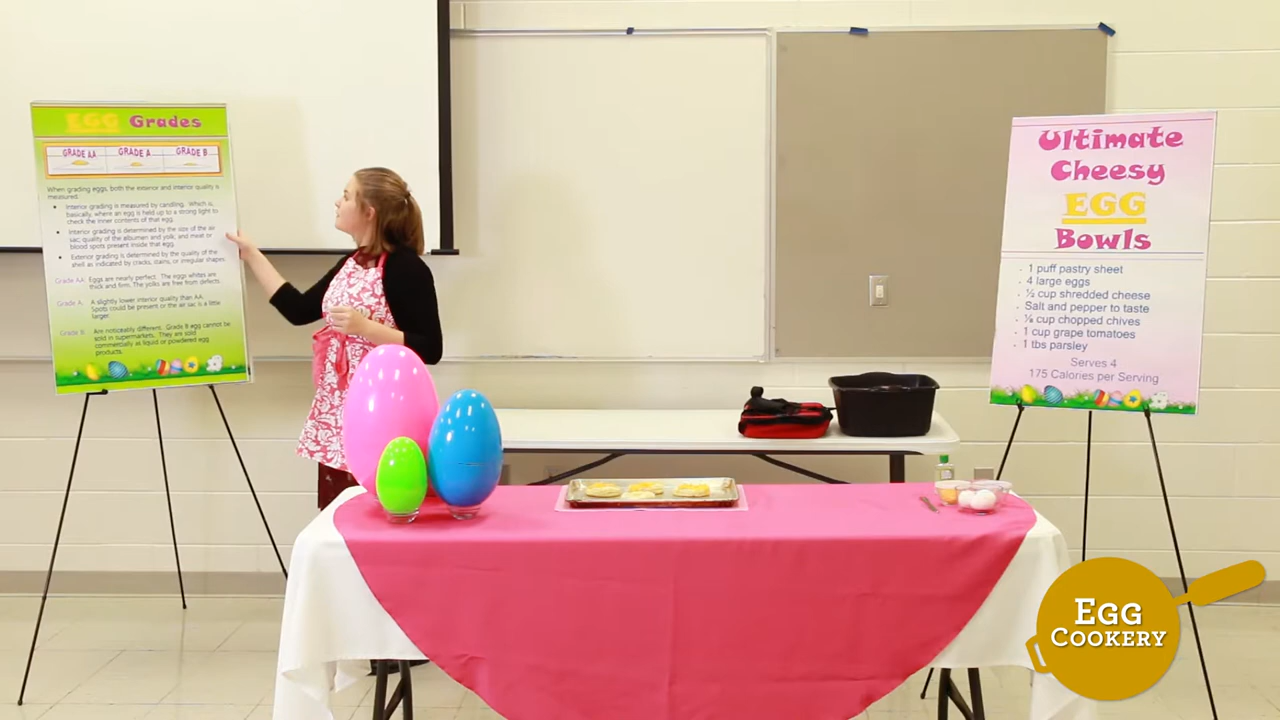 EGG Grades
GRADE AA GRADE A GRADE B
When grading eggs, both the exterior and interior quality is
measured.
• Interior grading is measured by candling. Which is,
basically, where an egg is held up to a strong light to
check the inner contents of that egg.
• Interior grading is determined by the size of the air
sac, quality of the albumen and yolk, and meat or
blood spots present inside that egg.
• Exterior grading is determined by the quality of the
shell as indicated by cracks, stains, or irregular shapes.
Grade AA: Eggs are nearly perfect. The eggs whites are
thick and firm. The yolks are free from defects.
Grade A: A slightly lower interior quality than AA.
Spots could be present or the air sac is a little
larger.
Grade B: Are noticeably different. Grade B egg cannot be
sold in supermarkets. They are sold
commercially as liquid or powdered egg
products.
Ultimate
Cheesy
EGG
Bowls
. 1 puff pastry sheet
. 4 large eggs
. ½ cup shredded cheese
. Salt and pepper to taste
. ¼ cup chopped chives
. 1 cup grape tomatoes
. 1 tbs parsley
Serves 4
175 Calories per Serving
EGG
COOKERY